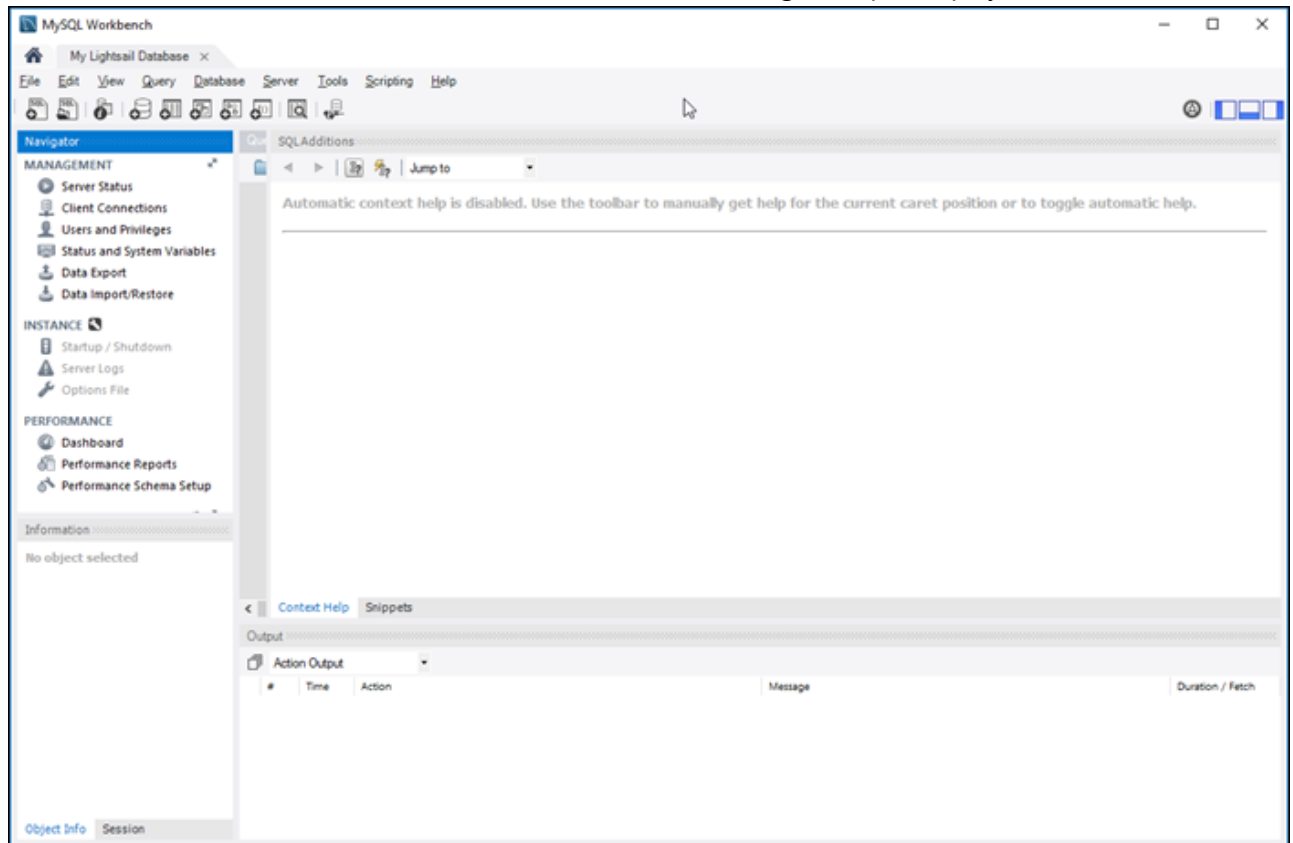 MySQL Workbench
My Lightsail Database
File Edit View Query Database Server Tools Scripting Help
Navigator
MANAGEMENT
Server Status
Client Connections
Users and Privileges
Status and System Variables
Data Export
Data Import/Restore
INSTANCE
Startup / Shutdown
Server Logs
Options File
PERFORMANCE
Dashboard
Performance Reports
Performance Schema Setup
Information
No object selected
Object Info Session
SQLAdditions
Jump to
Automatic context help is disabled. Use the toolbar to manually get help for the current caret position or to toggle automatic help.
Context Help Snippets
Output
Action Output
# Time Action Message Duration / Fetch